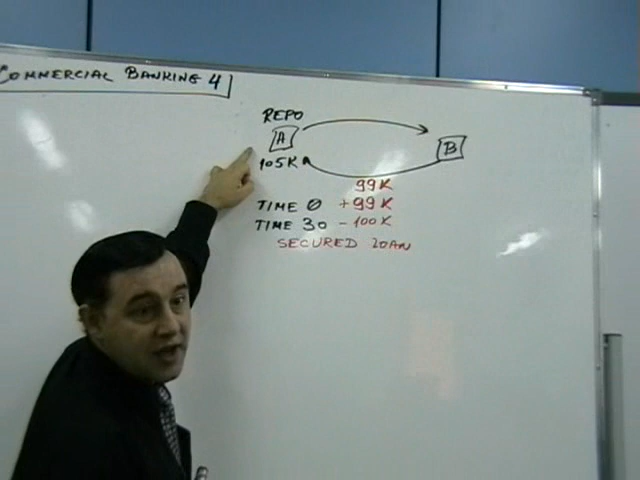 COMMERCIAL BANKING 4
REPO
A
B
105K
99K
TIME 0 +99K
TIME 30 -100K
SECURED LOAN